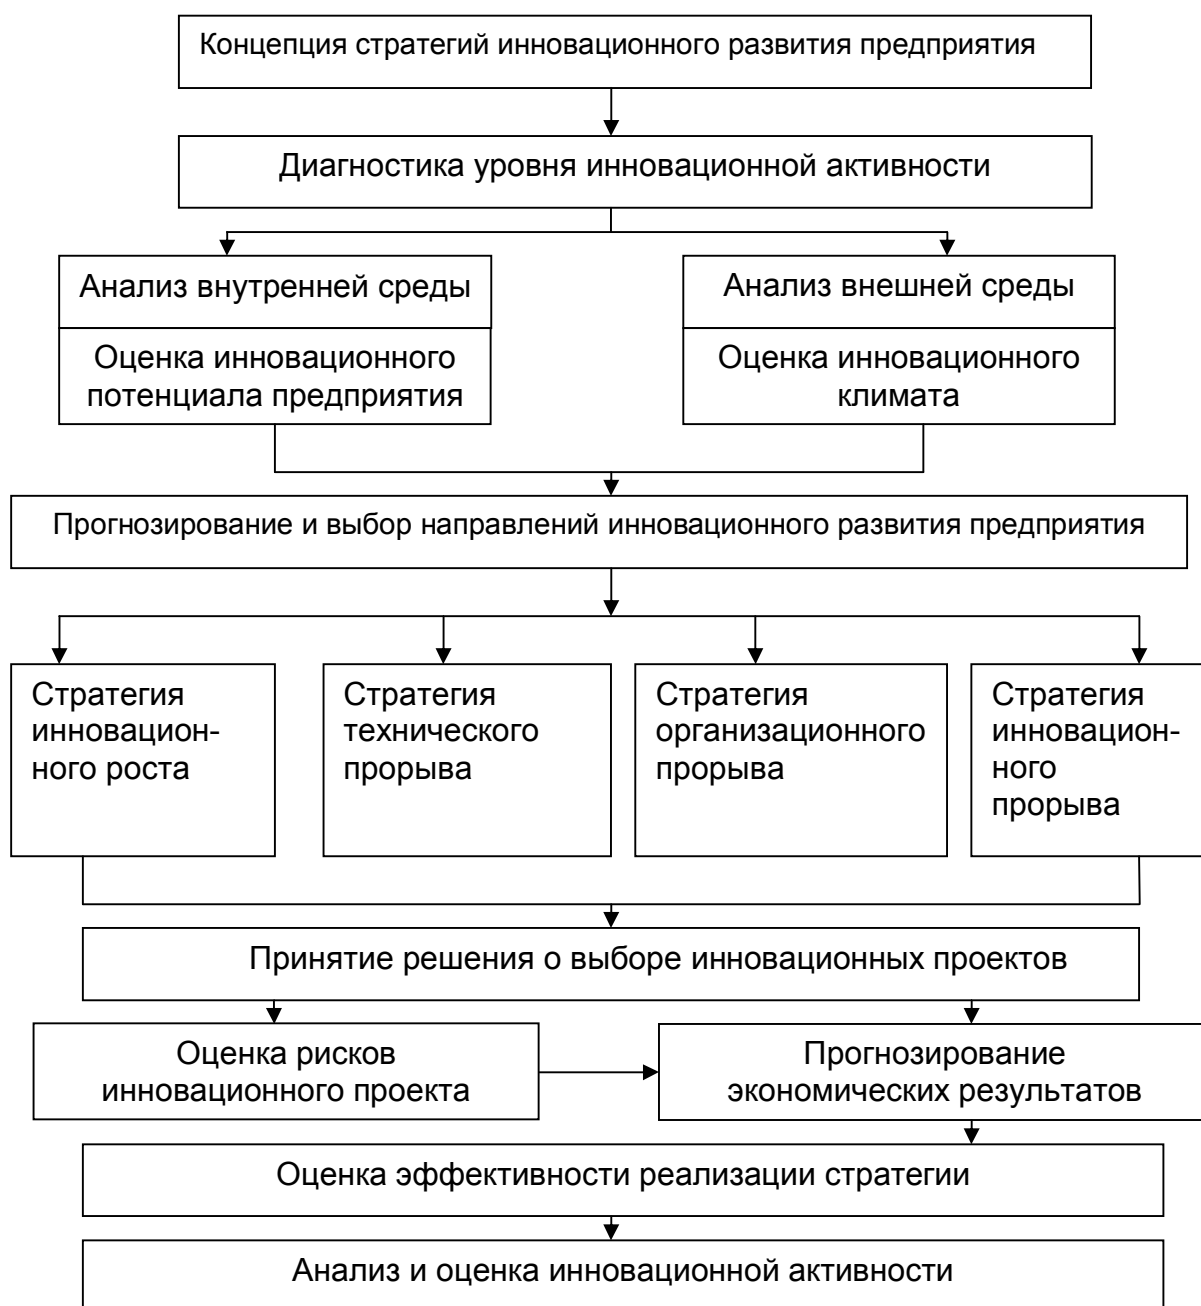 Концепция стратегий инновационного развития предприятия
Диагностика уровня инновационной активности
Анализ внутренней среды
Оценка инновационного
потенциала предприятия
Анализ внешней среды
Оценка инновационного
климата
Прогнозирование и выбор направлений инновационного развития предприятия
Стратегия
инновацион-
ного роста
Стратегия
технического
прорыва
Стратегия
организационного
прорыва
Стратегия
инновацион-
ного
прорыва
Принятие решения о выборе инновационных проектов
Оценка рисков
инновационного проекта
Прогнозирование
экономических результатов
Оценка эффективности реализации стратегии
Анализ и оценка инновационной активности